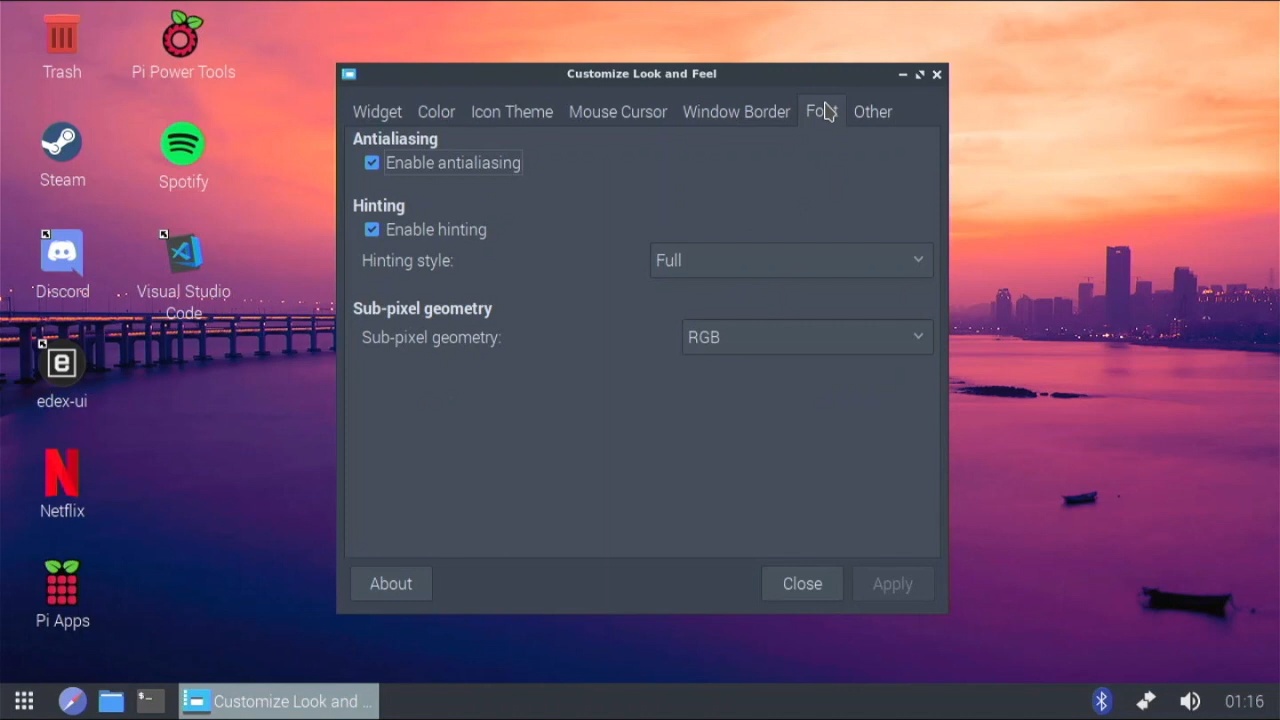 Trash
Pi Power Tools
Steam
Spotify
Discord
Visual Studio
Code
e
edex-ui
N
Netflix
Pi Apps
Customize Look and Feel
Widget
Color
Icon Theme
Mouse Cursor
Window Border
Font
Other
Antialiasing
Enable antialiasing
Hinting
Enable hinting
Hinting style:
Full
Sub-pixel geometry
Sub-pixel geometry:
RGB
About
Close
Apply
$-
Customize Look and ...
01:16